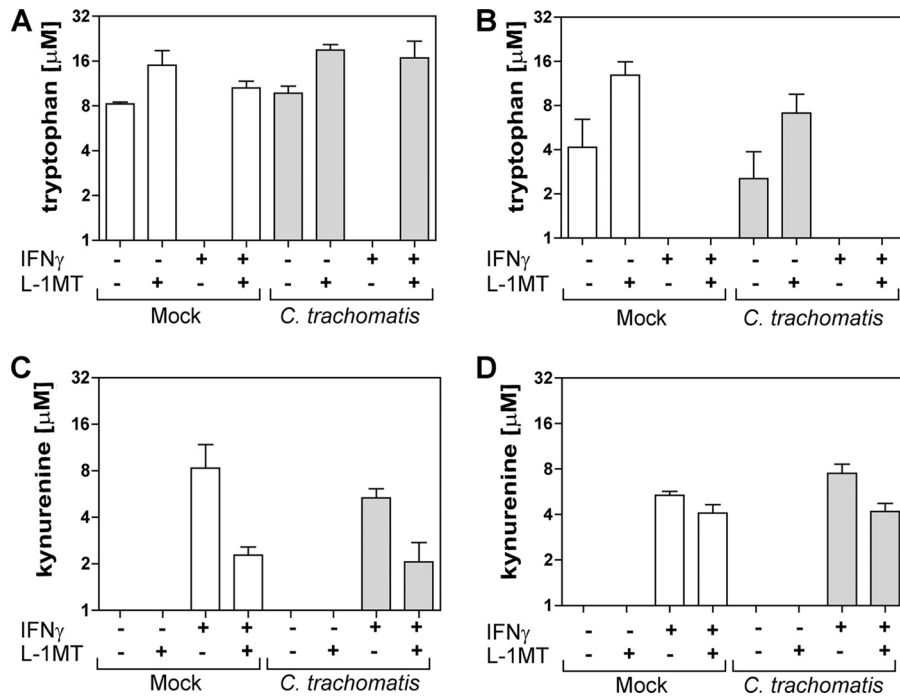 A
tryptophan [µM]
32
16
8
4
2
1
IFNγ - - + + - - + +
L-1MT - + - + - + - +
Mock C. trachomatis
B
tryptophan [µM]
32
16
8
4
2
1
IFNγ - - + + - - + +
L-1MT - + - + - + - +
Mock C. trachomatis
C
kynurenine [µM]
32
16
8
4
2
1
IFNγ - - + + - - + +
L-1MT - + - + - + - +
Mock C. trachomatis
D
kynurenine [µM]
32
16
8
4
2
1
IFNγ - - + + - - + +
L-1MT - + - + - + - +
Mock C. trachomatis